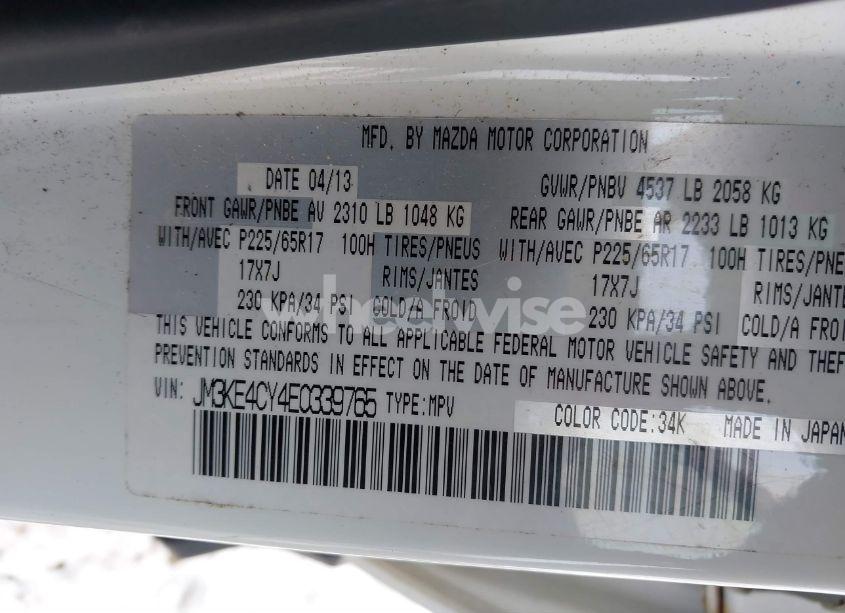 MFD. BY MAZDA MOTOR CORPORATION
DATE 04/13 GVWR/PNBV 4537 LB 2058 KG
FRONT GAWR/PNBE AV 2310 LB 1048 KG REAR GAWR/PNBE AR 2233 LB 1013 KG
WITH/AVEC P225/65R17 100H TIRES/PNEUS WITH/AVEC P225/65R17 100H TIRES/PNEU
17X7J RIMS/JANTES 17X7J RIMS/JANTES
230 KPA/34 PSI COLD/A FROID 230 KPA/34 PSI COLD/A FROI
wheelwise
THIS VEHICLE CONFORMS TO ALL APPLICABLE FEDERAL MOTOR VEHICLE SAFETY AND THEF
PREVENTION STANDARDS IN EFFECT ON THE DATE OF MANUFACTURE SHOWN ABOVE.
VIN: JM3KE4CY4E0339765 TYPE:MPV
COLOR CODE:34K MADE IN JAPAN